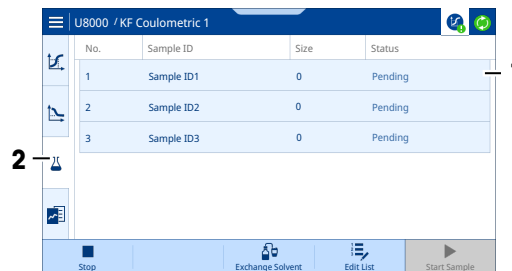 U8000 / KF Coulometric 1
No. Sample ID Size Status
1 Sample ID1 0 Pending
2 Sample ID2 0 Pending
3 Sample ID3 0 Pending
2
Stop Exchange Solvent Edit List Start Sample